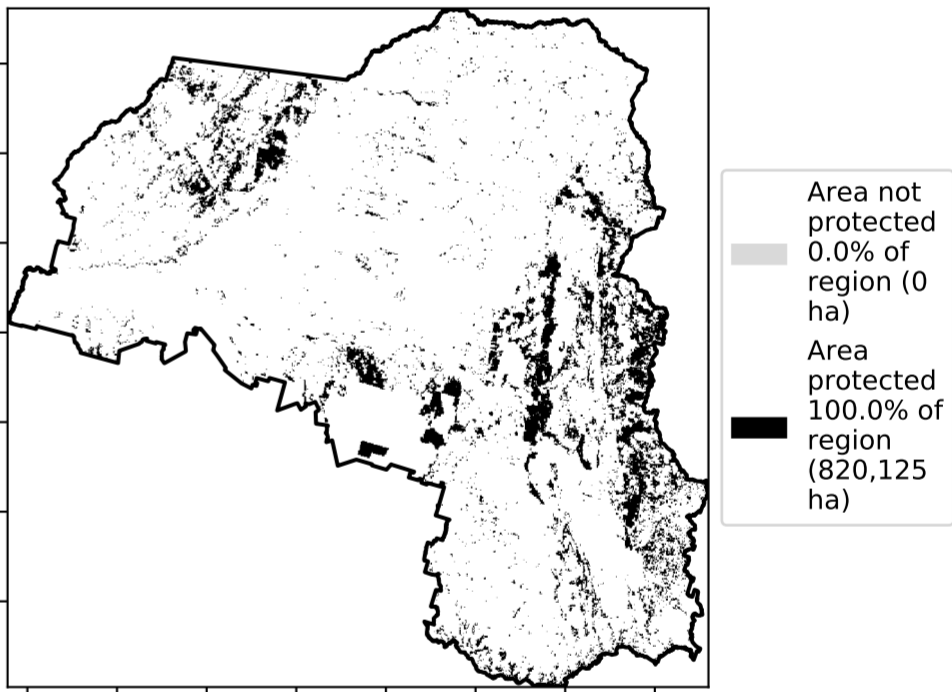 Area not
protected
0.0% of
region (0
ha)
Area
protected
100.0% of
region
(820,125
ha)